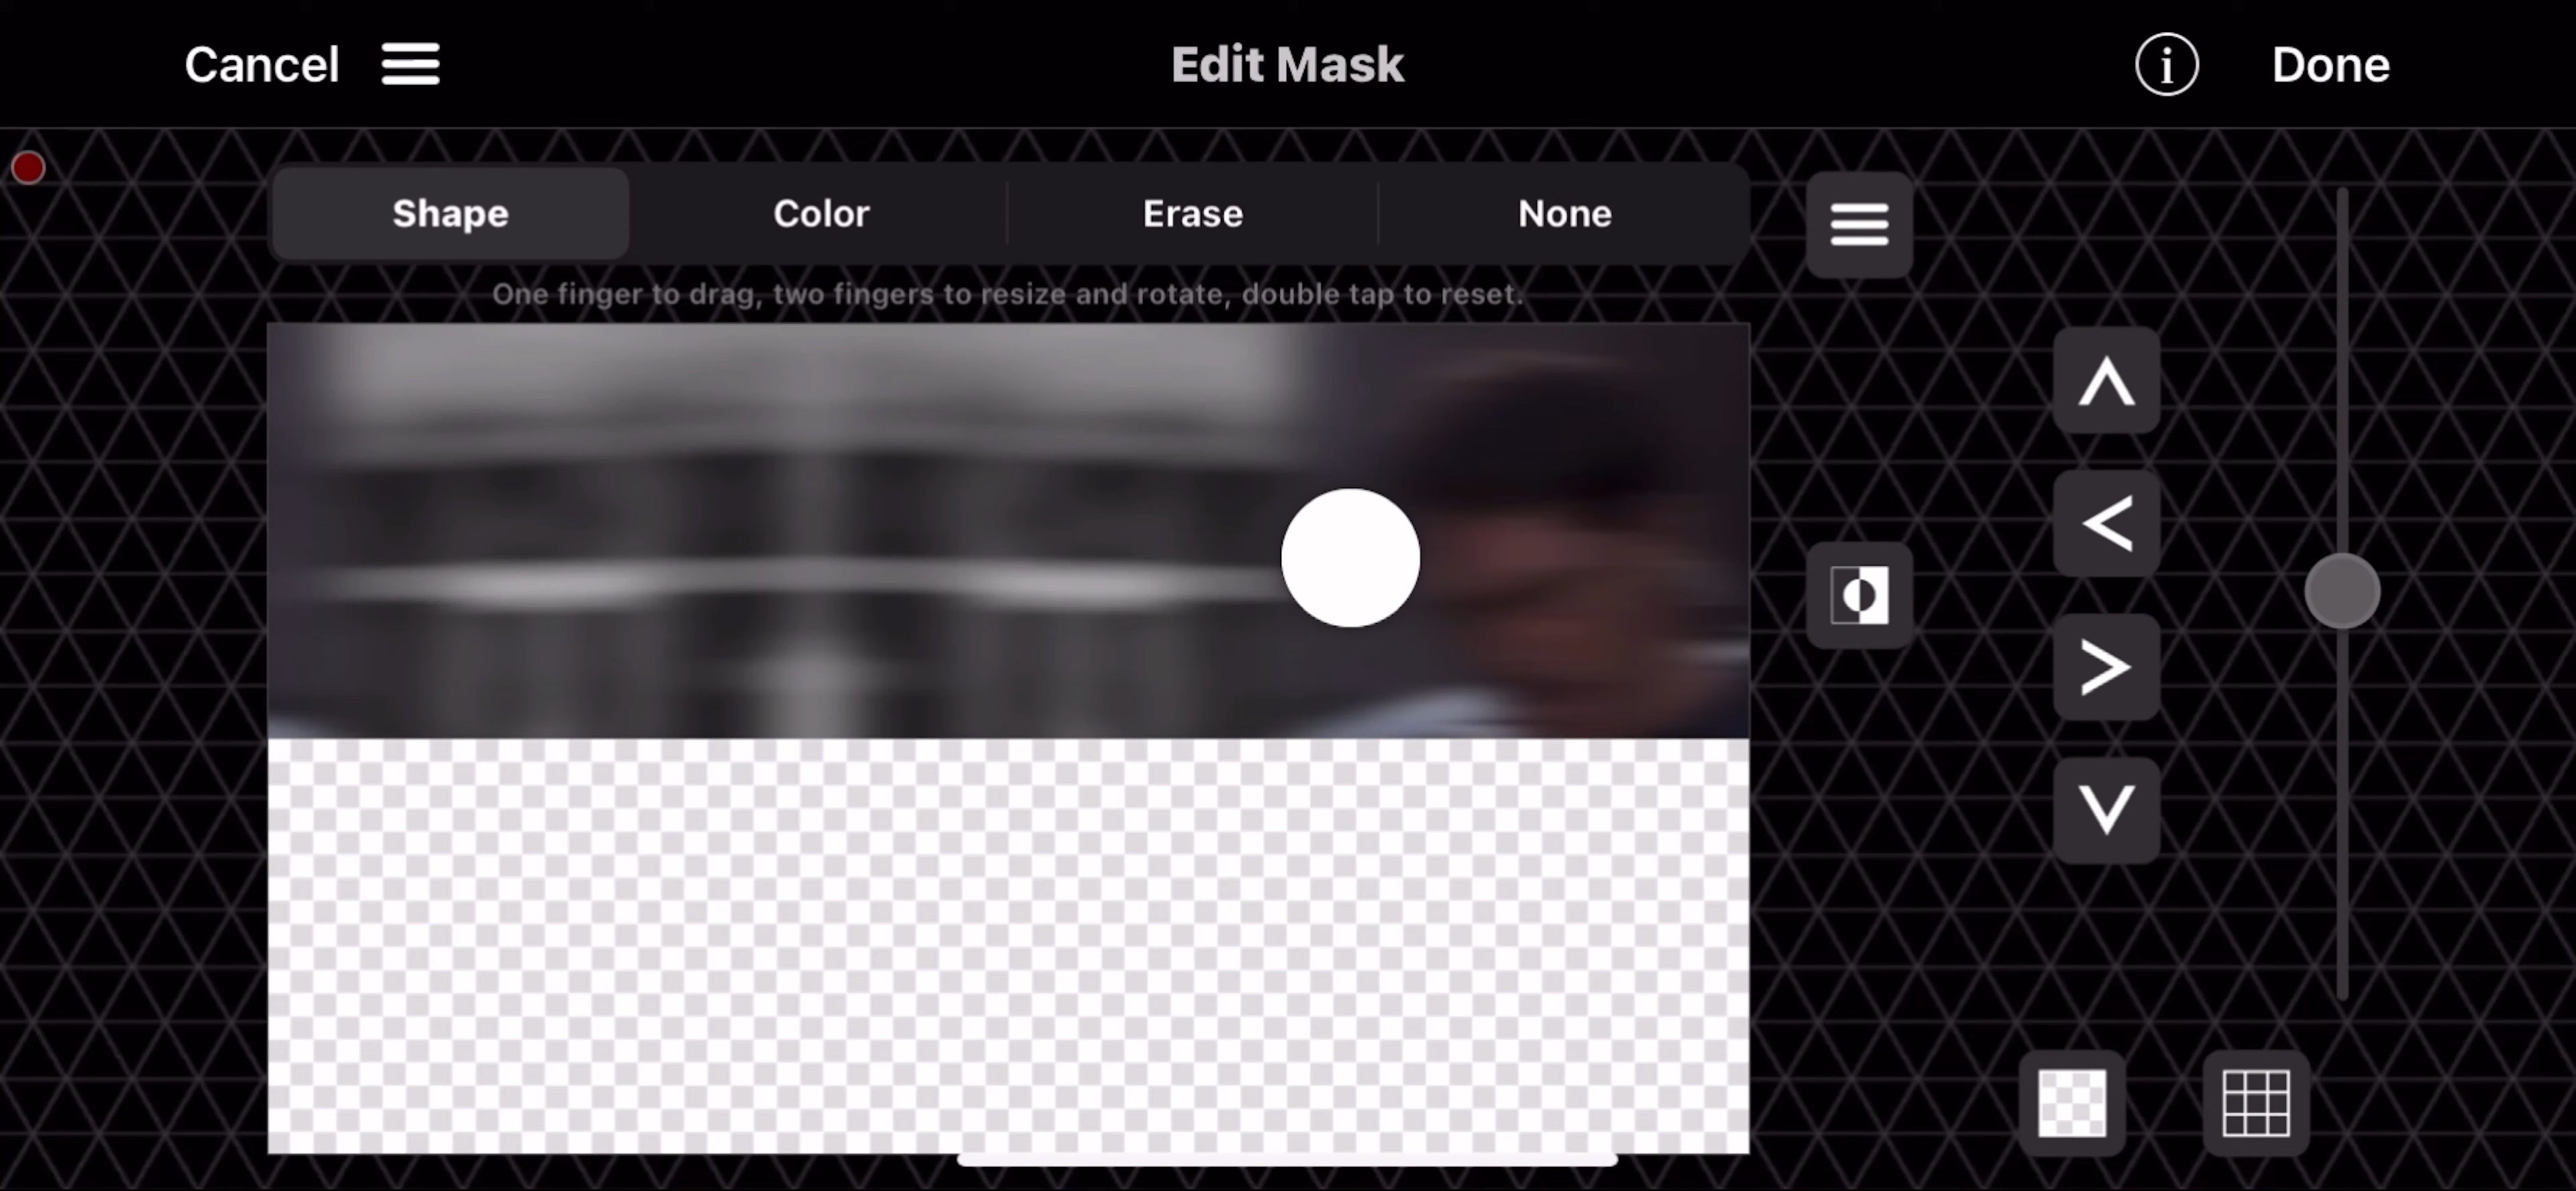 Cancel
Edit Mask
Done
Shape
Color
Erase
None
One finger to drag, two fingers to resize and rotate, double tap to reset.